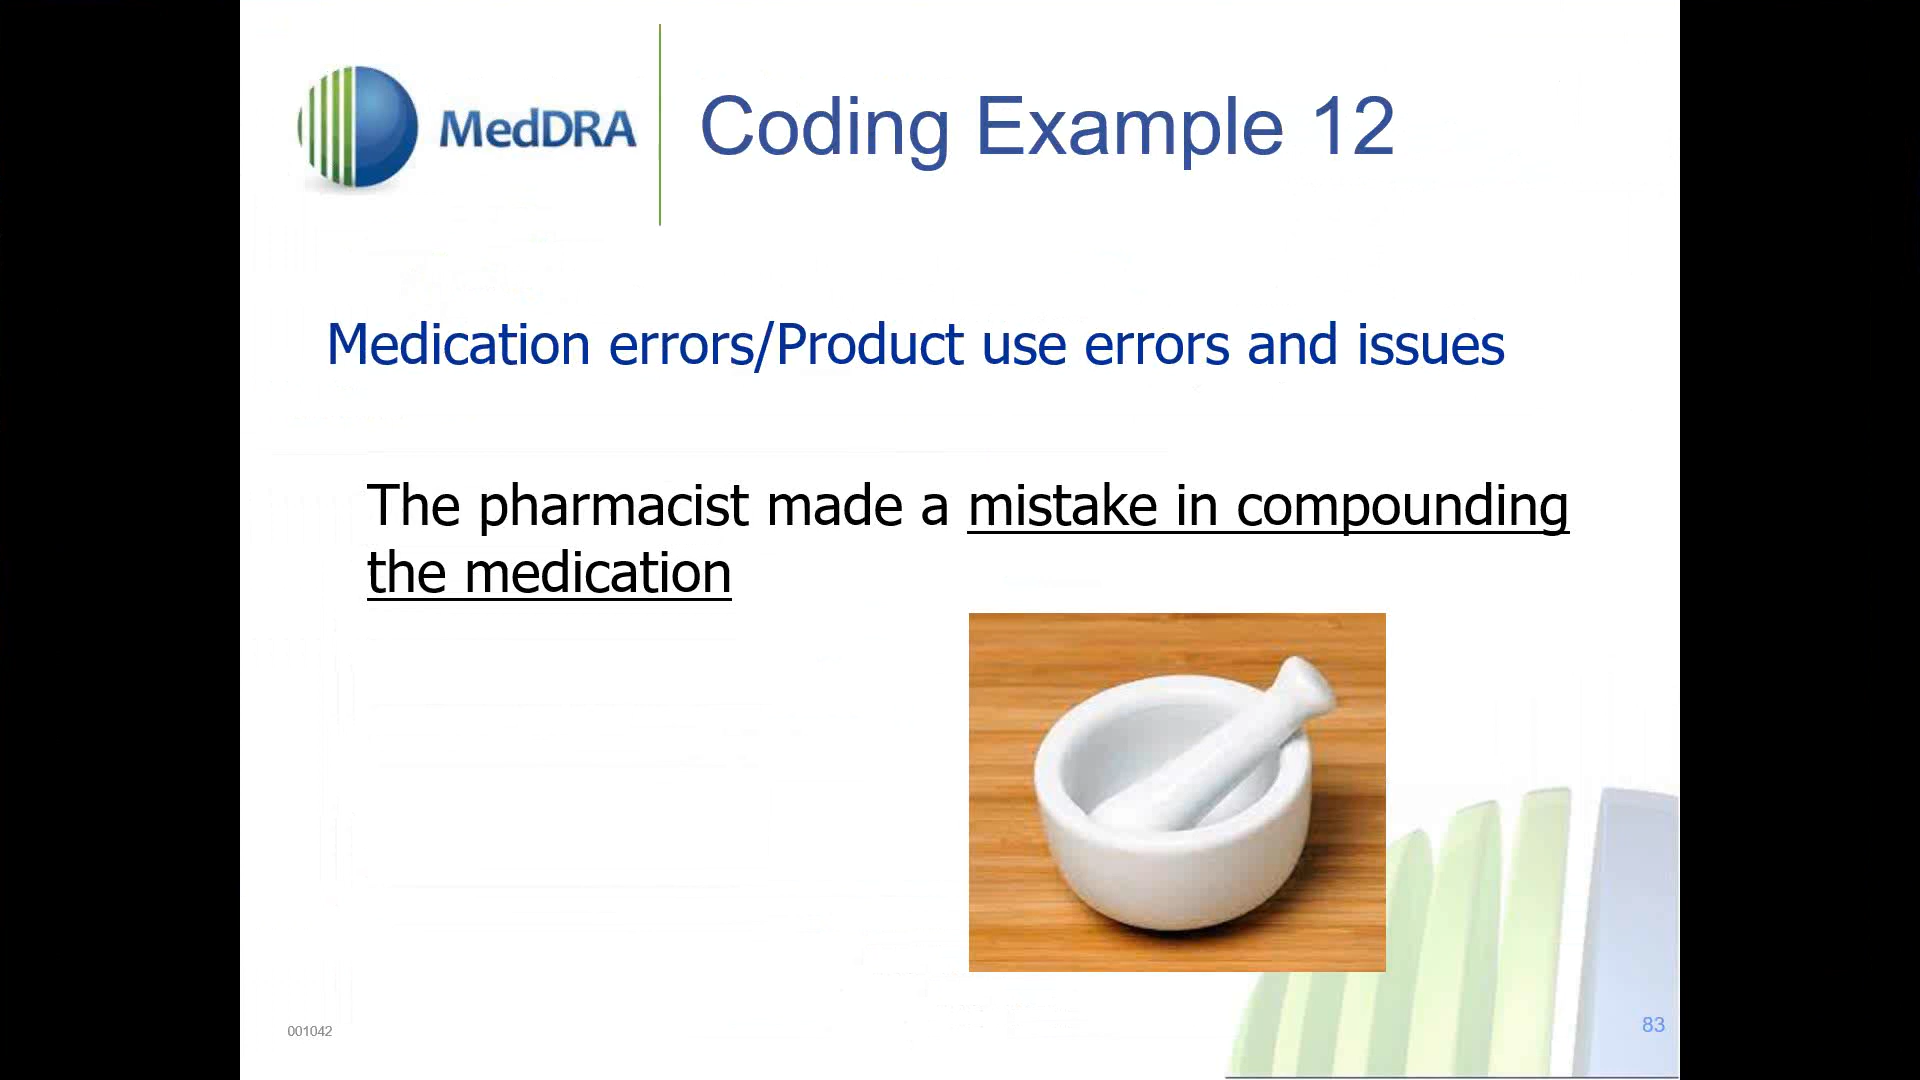 MedDRA
Coding Example 12
Medication errors/Product use errors and issues
The pharmacist made a mistake in compounding
the medication
001042
83